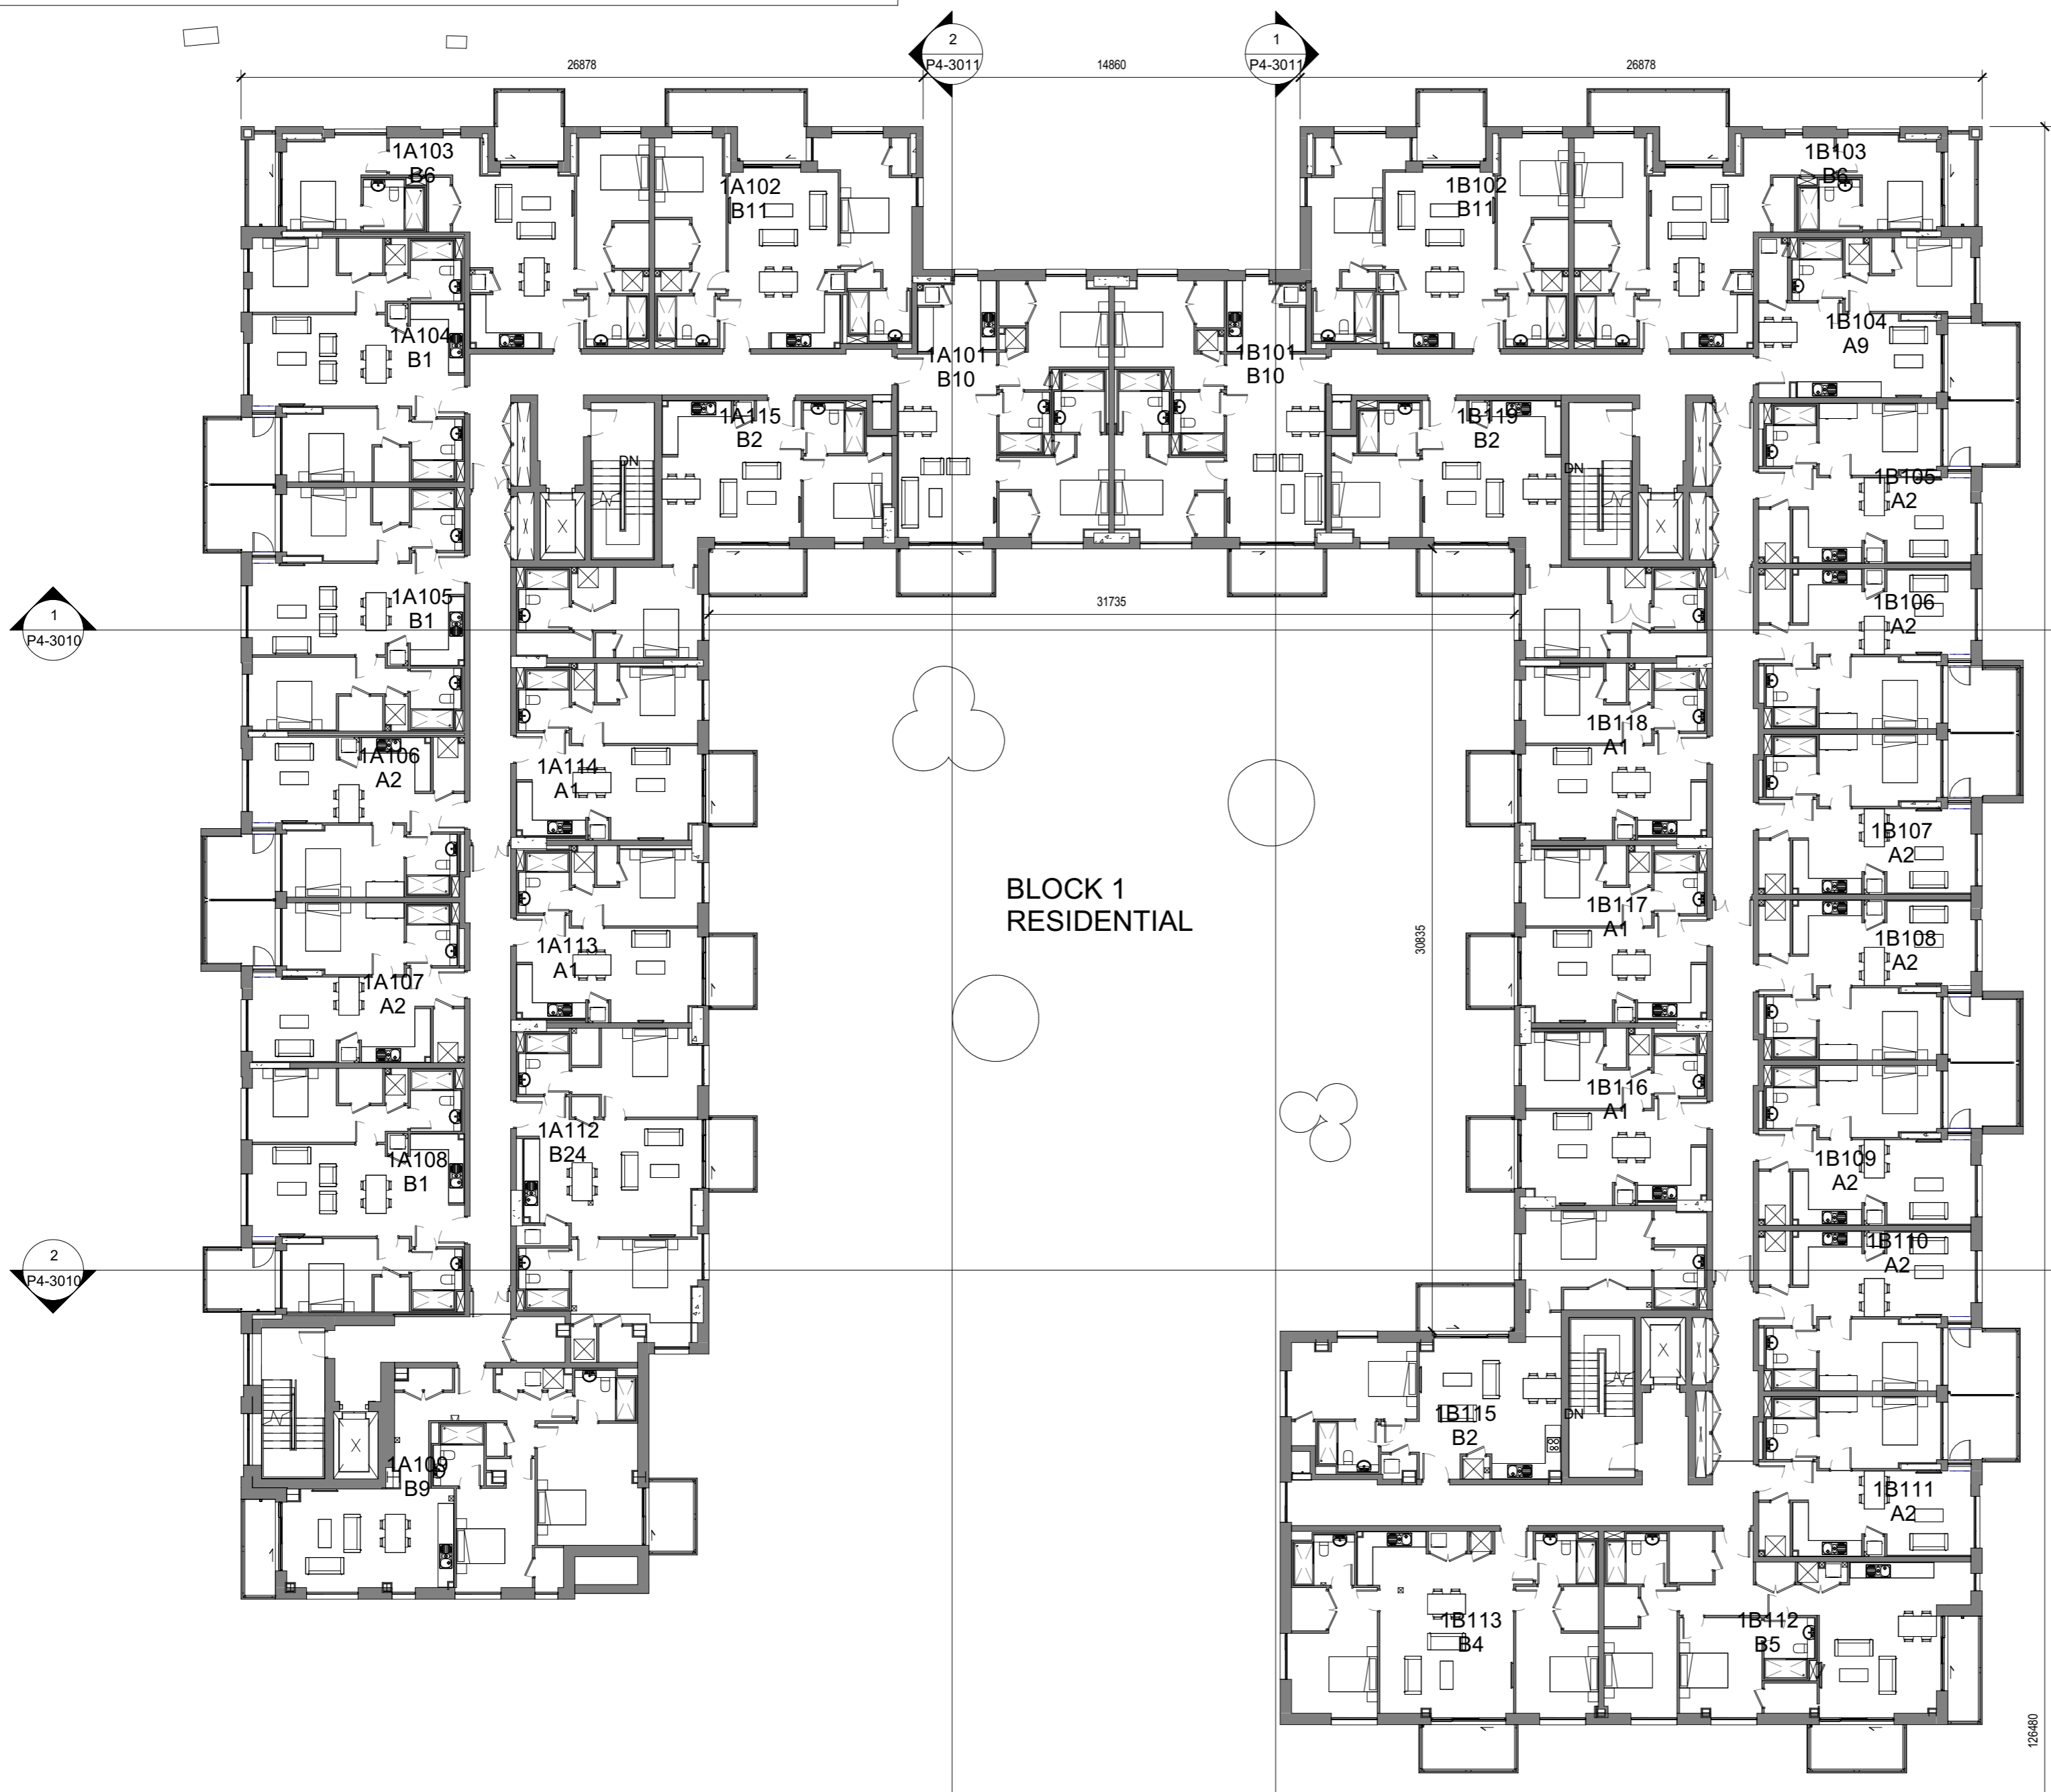 2
P4-3011
1
P4-3011
26878
14860
26878
1A103
B6
1A102
B11
1B102
B11
1B103
B6
1A104
B1
1A101
B10
1B101
B10
1B104
A9
1A115
B2
1B119
B2
DN
DN
1B105
A2
1
P4-3010
1A105
B1
31735
1B106
A2
1A106
A2
1A114
A1
1B118
A1
1B107
A2
BLOCK 1
RESIDENTIAL
1A113
A1
1B117
A1
30835
1B108
A2
1A107
A2
1A112
B24
1B116
A1
1A108
B1
1B109
A2
2
P4-3010
1B110
A2
1A109
B9
1B115
B2
DN
1B111
A2
1B113
B4
1B112
B5
126480